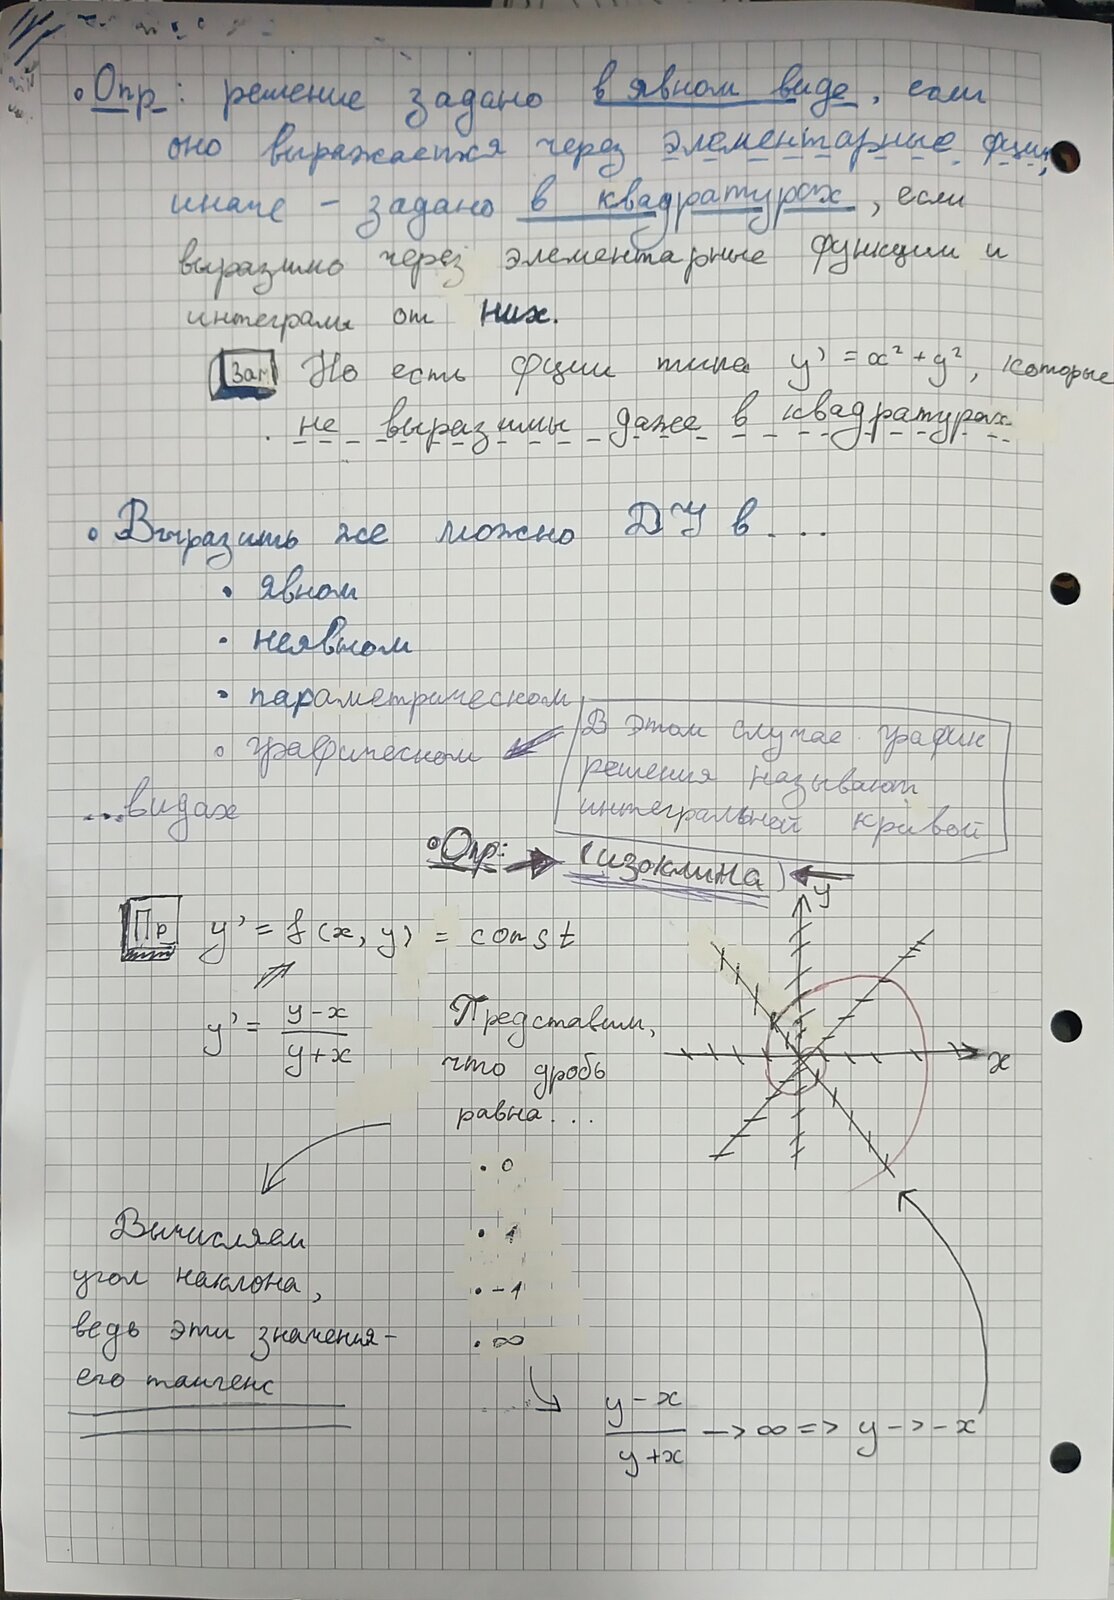 • Опр: решение задано в явном виде, если
оно выражается через элементарные фции,
иначе – задано в квадратурах, если
выразимо через элементарные функции и
интегралы от них.
Зам Но есть фции типа y' = x² + y², которые
не выразимы даже в квадратурах.
• Выразить же можно ДУ в ...
• явном
• неявном
• параметрическом
• графическом
... видах
В этом случае график
решения называют
интегральной кривой
• Опр: (изоклина)
Пр y' = f(x, y) = const
y' = (y-x)/(y+x)
Представим,
что дробь
равна...
• 0
• 1
• -1
• ∞
y
x
Вычисляем
угол наклона,
ведь эти значения –
его тангенс
(y-x)/(y+x) -> ∞ => y -> -x